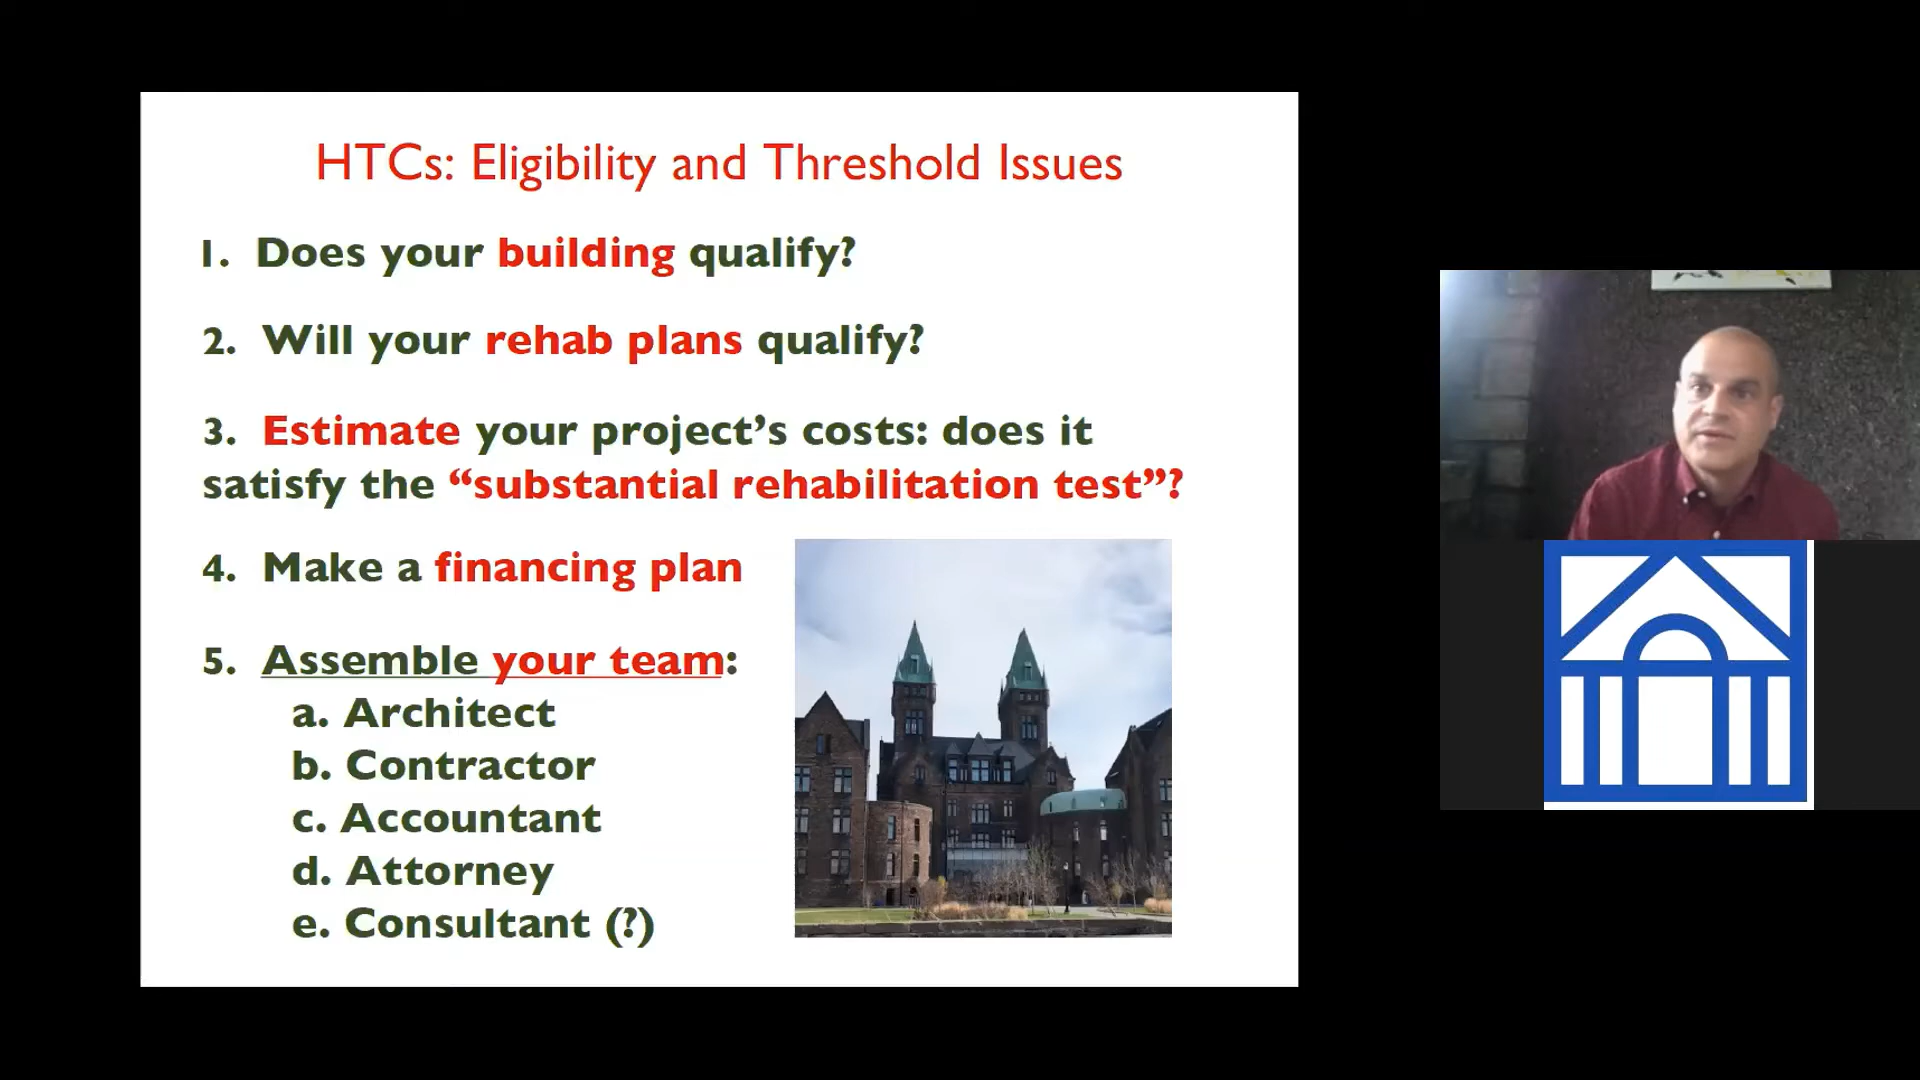 HTCs: Eligibility and Threshold Issues
1. Does your building qualify?
2. Will your rehab plans qualify?
3. Estimate your project’s costs: does it
satisfy the “substantial rehabilitation test”?
4. Make a financing plan
5. Assemble your team:
a. Architect
b. Contractor
c. Accountant
d. Attorney
e. Consultant (?)